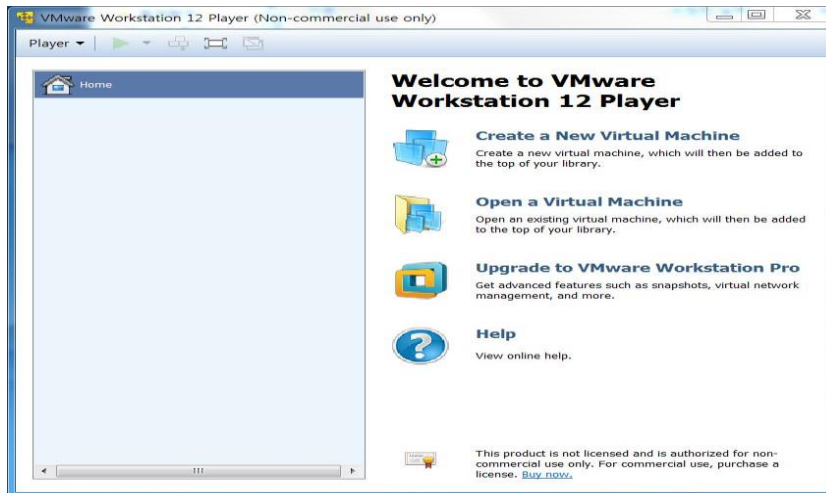 VMware Workstation 12 Player (Non-commercial use only)
Player
Home
Welcome to VMware
Workstation 12 Player
Create a New Virtual Machine
Create a new virtual machine, which will then be added to
the top of your library.
Open a Virtual Machine
Open an existing virtual machine, which will then be added
to the top of your library.
Upgrade to VMware Workstation Pro
Get advanced features such as snapshots, virtual network
management, and more.
Help
View online help.
This product is not licensed and is authorized for non-
commercial use only. For commercial use, purchase a
license. Buy now.